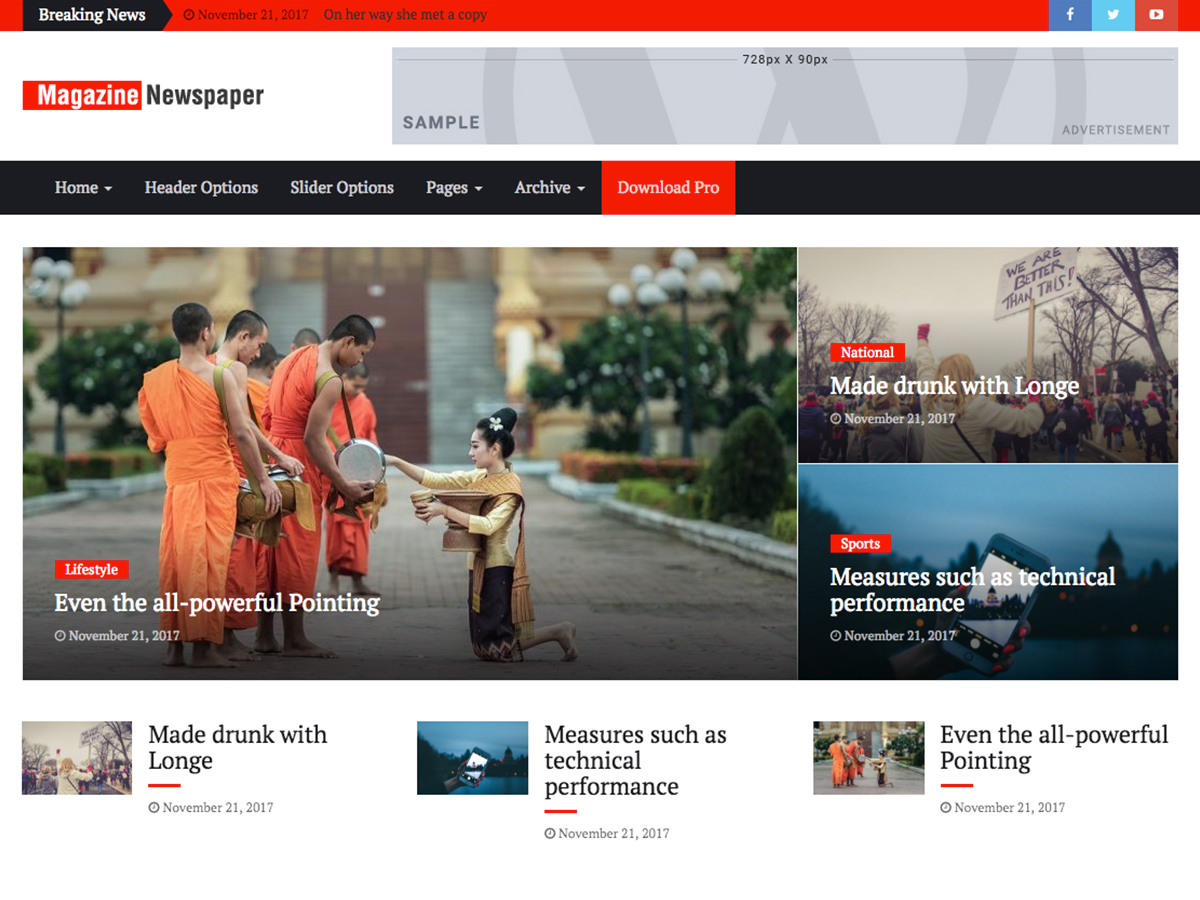 Breaking News
November 21, 2017 On her way she met a copy
Magazine Newspaper
728px X 90px
SAMPLE
ADVERTISEMENT
Home
Header Options
Slider Options
Pages
Archive
Download Pro
Lifestyle
Even the all-powerful Pointing
November 21, 2017
WE ARE
BETTER
THAN THIS!
National
Made drunk with Longe
November 21, 2017
Sports
Measures such as technical
performance
November 21, 2017
Made drunk with
Longe
November 21, 2017
Measures such as
technical
performance
November 21, 2017
Even the all-powerful
Pointing
November 21, 2017